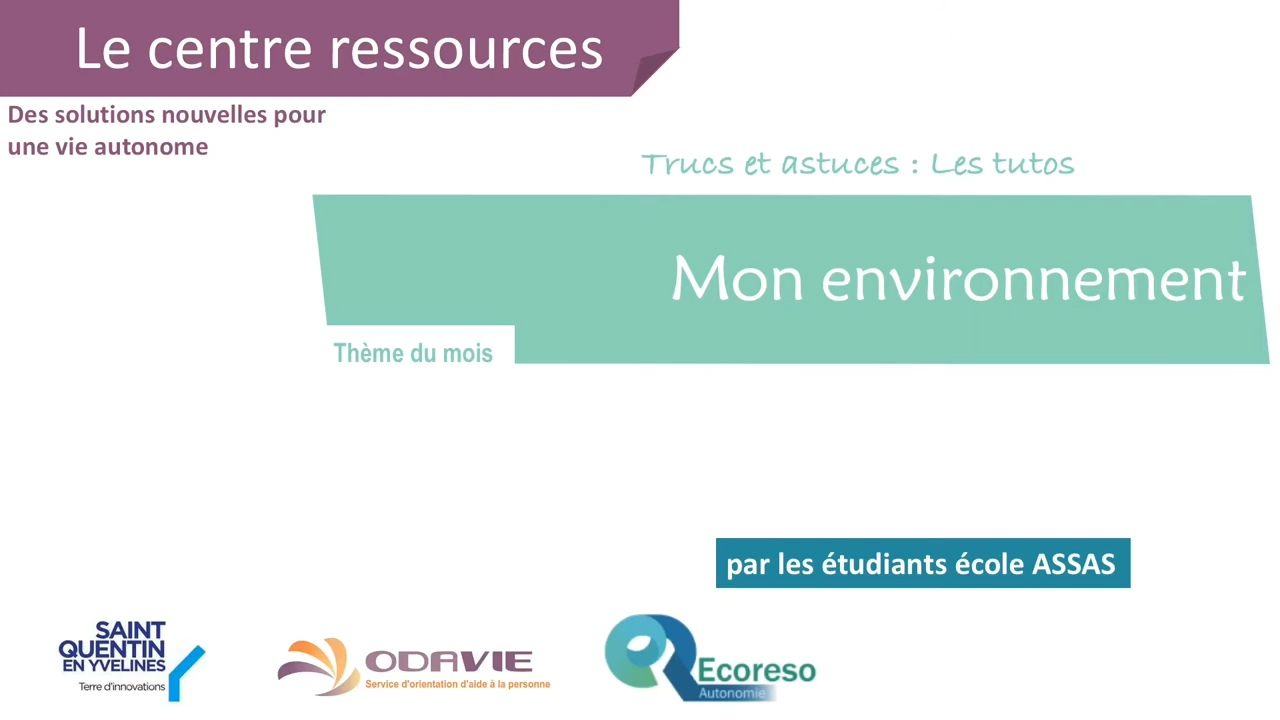 Le centre ressources
Des solutions nouvelles pour
une vie autonome
Trucs et astuces : Les tutos
Mon environnement
Thème du mois
par les étudiants école ASSAS
SAINT
QUENTIN
EN YVELINES
Terre d'innovations
ODAVIE
Service d'orientation d'aide à la personne
Ecoreso
Autonomie